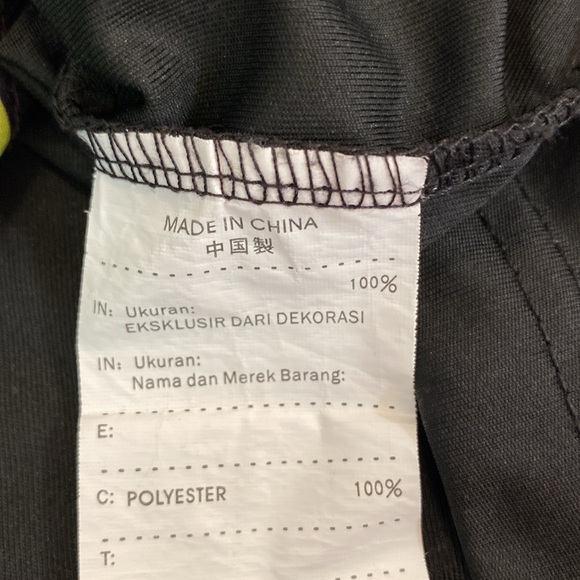 MADE IN CHINA
中国製
100%
IN: Ukuran:
EKSKLUSIR DARI DEKORASI
IN: Ukuran:
Nama dan Merek Barang:
E:
C: POLYESTER 100%
T: